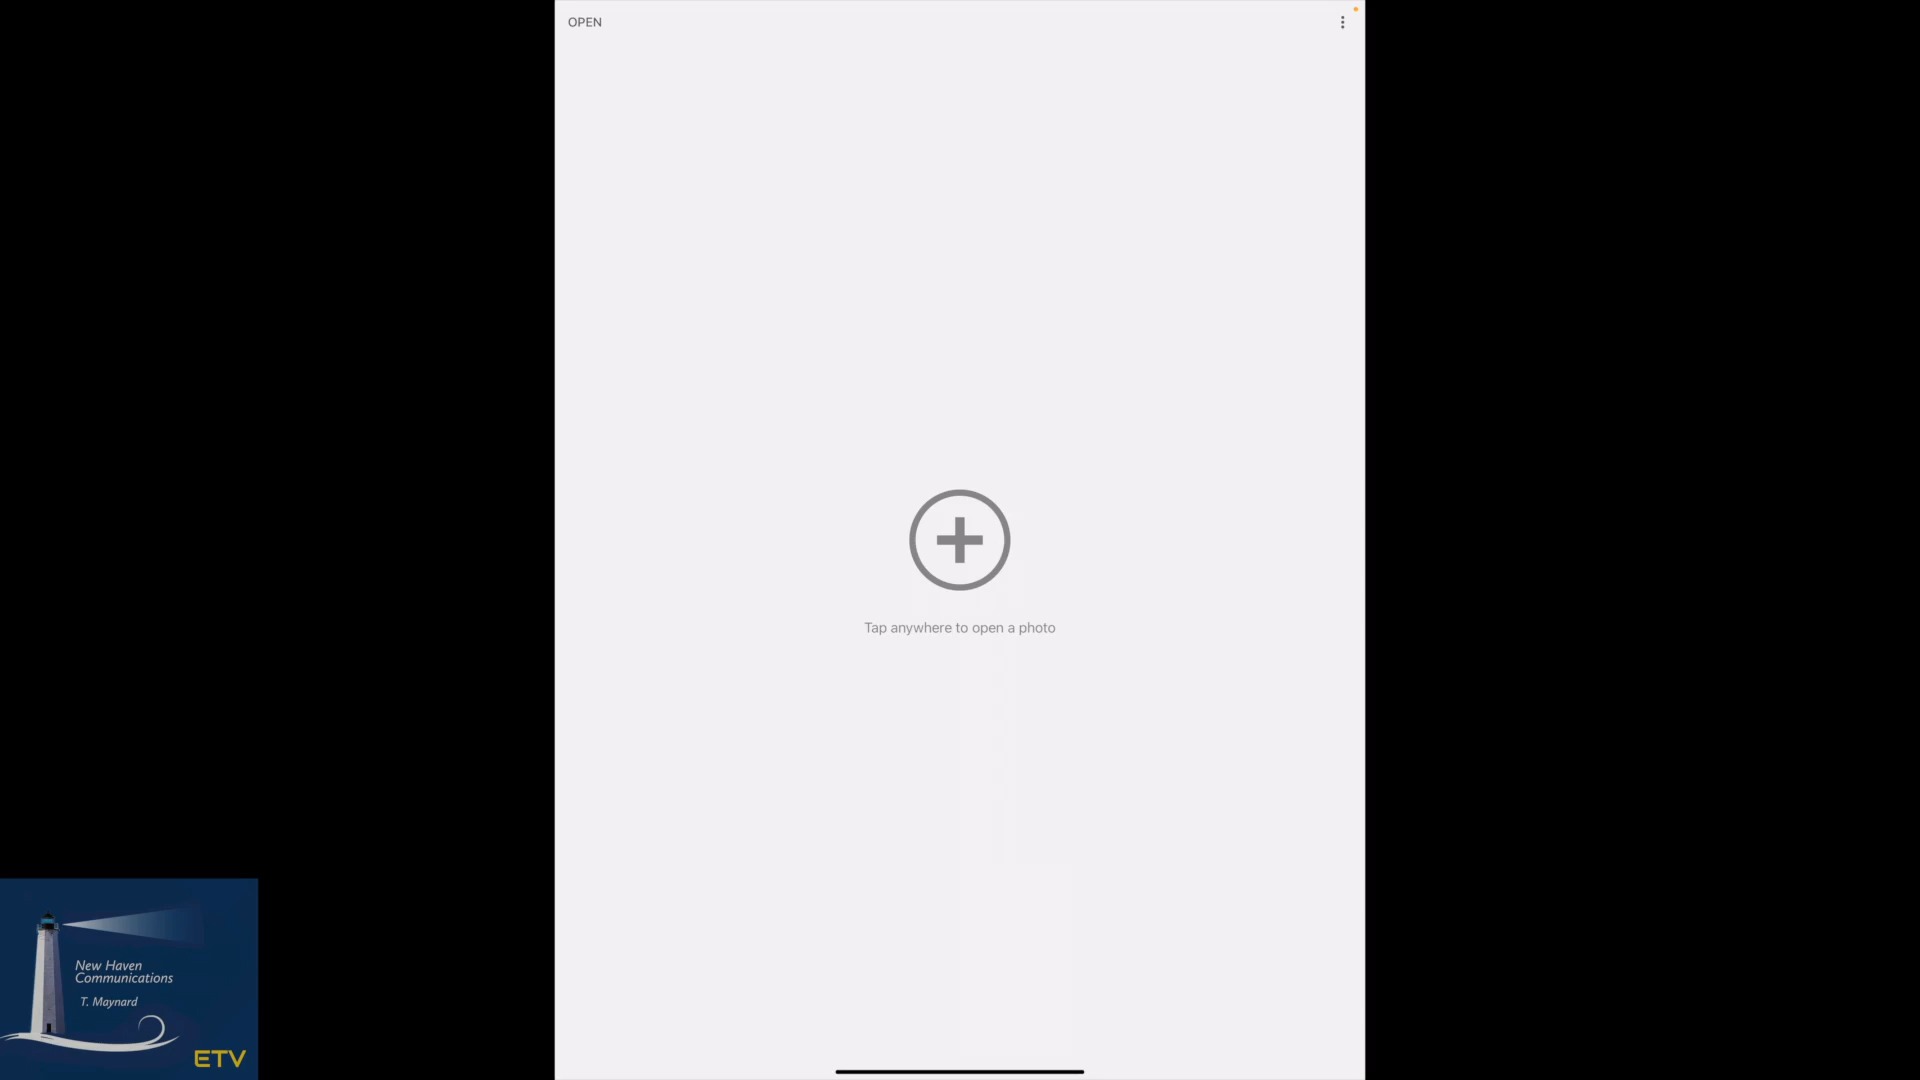 OPEN
Tap anywhere to open a photo
New Haven
Communications
T. Maynard
ETV